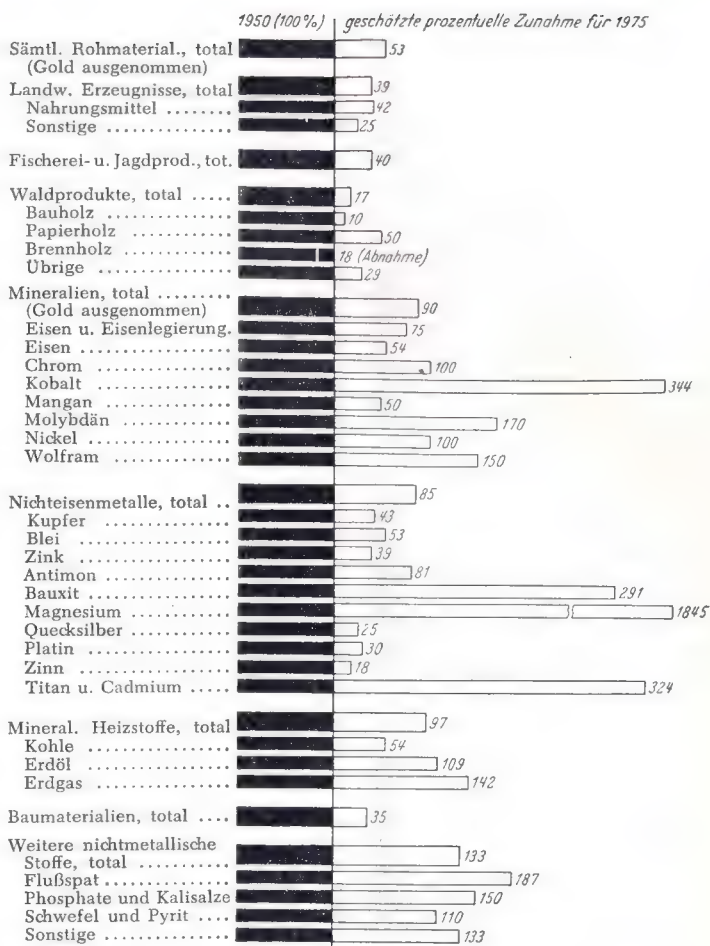 1950 (100%) geschätzte prozentuelle Zunahme für 1975
Sämtl. Rohmaterial., total 53
(Gold ausgenommen)
Landw. Erzeugnisse, total 39
Nahrungsmittel ....... 42
Sonstige .............. 25
Fischerei- u. Jagdprod., tot. 40
Waldprodukte, total ..... 17
Bauholz .............. 10
Papierholz ............ 50
Brennholz ............ 18 (Abnahme)
Übrige ............... 29
Mineralien, total ......... 90
(Gold ausgenommen)
Eisen u. Eisenlegierung. 75
Eisen ................ 54
Chrom ............... 100
Kobalt ............... 344
Mangan .............. 50
Molybdän ............ 170
Nickel ............... 100
Wolfram ............. 150
Nichteisenmetalle, total .. 85
Kupfer .............. 43
Blei ................. 53
Zink ................. 39
Antimon ............. 81
Bauxit ............... 291
Magnesium ........... 1845
Quecksilber ........... 25
Platin ................ 30
Zinn ................. 18
Titan u. Cadmium ..... 324
Mineral. Heizstoffe, total 97
Kohle ................ 54
Erdöl ................ 109
Erdgas ............... 142
Baumaterialien, total .... 35
Weitere nichtmetallische
Stoffe, total .......... 133
Flußspat .............. 187
Phosphate und Kalisalze 150
Schwefel und Pyrit .... 110
Sonstige .............. 133